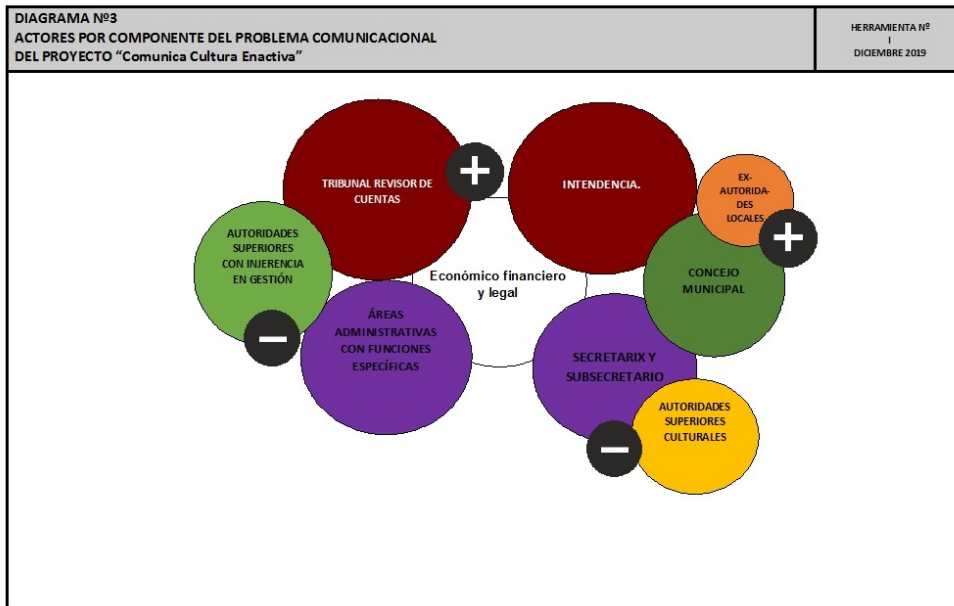 DIAGRAMA Nº3
ACTORES POR COMPONENTE DEL PROBLEMA COMUNICACIONAL
DEL PROYECTO “Comunica Cultura Enactiva”
HERRAMIENTA Nº
I
DICIEMBRE 2019
TRIBUNAL REVISOR DE
CUENTAS
+
INTENDENCIA.
EX-
AUTORIDA-
DES
LOCALES
+
AUTORIDADES
SUPERIORES
CON INJERENCIA
EN GESTIÓN
−
Económico financiero
y legal
CONCEJO
MUNICIPAL
ÁREAS
ADMINISTRATIVAS
CON FUNCIONES
ESPECÍFICAS
SECRETARIX Y
SUBSECRETARIO
−
AUTORIDADES
SUPERIORES
CULTURALES